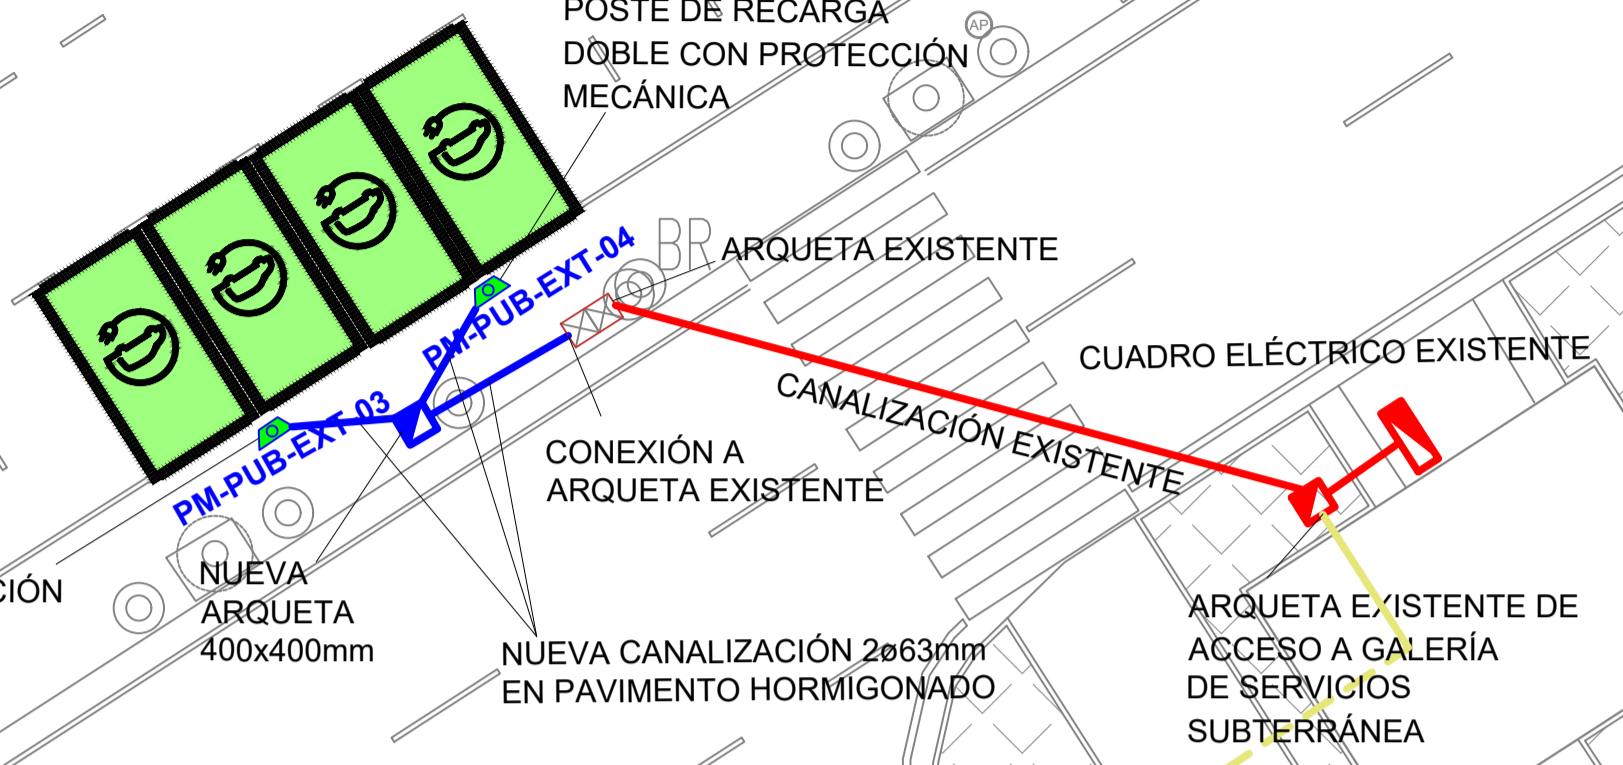 POSTE DE RECARGA
DOBLE CON PROTECCIÓN
MECÁNICA
AP
BR
ARQUETA EXISTENTE
PM-PUB-EXT-04
CUADRO ELÉCTRICO EXISTENTE
CANALIZACIÓN EXISTENTE
PM-PUB-EXT-03
CONEXIÓN A
ARQUETA EXISTENTE
CIÓN
NUEVA
ARQUETA
400x400mm
NUEVA CANALIZACIÓN 2ø63mm
EN PAVIMENTO HORMIGONADO
ARQUETA EXISTENTE DE
ACCESO A GALERÍA
DE SERVICIOS
SUBTERRÁNEA